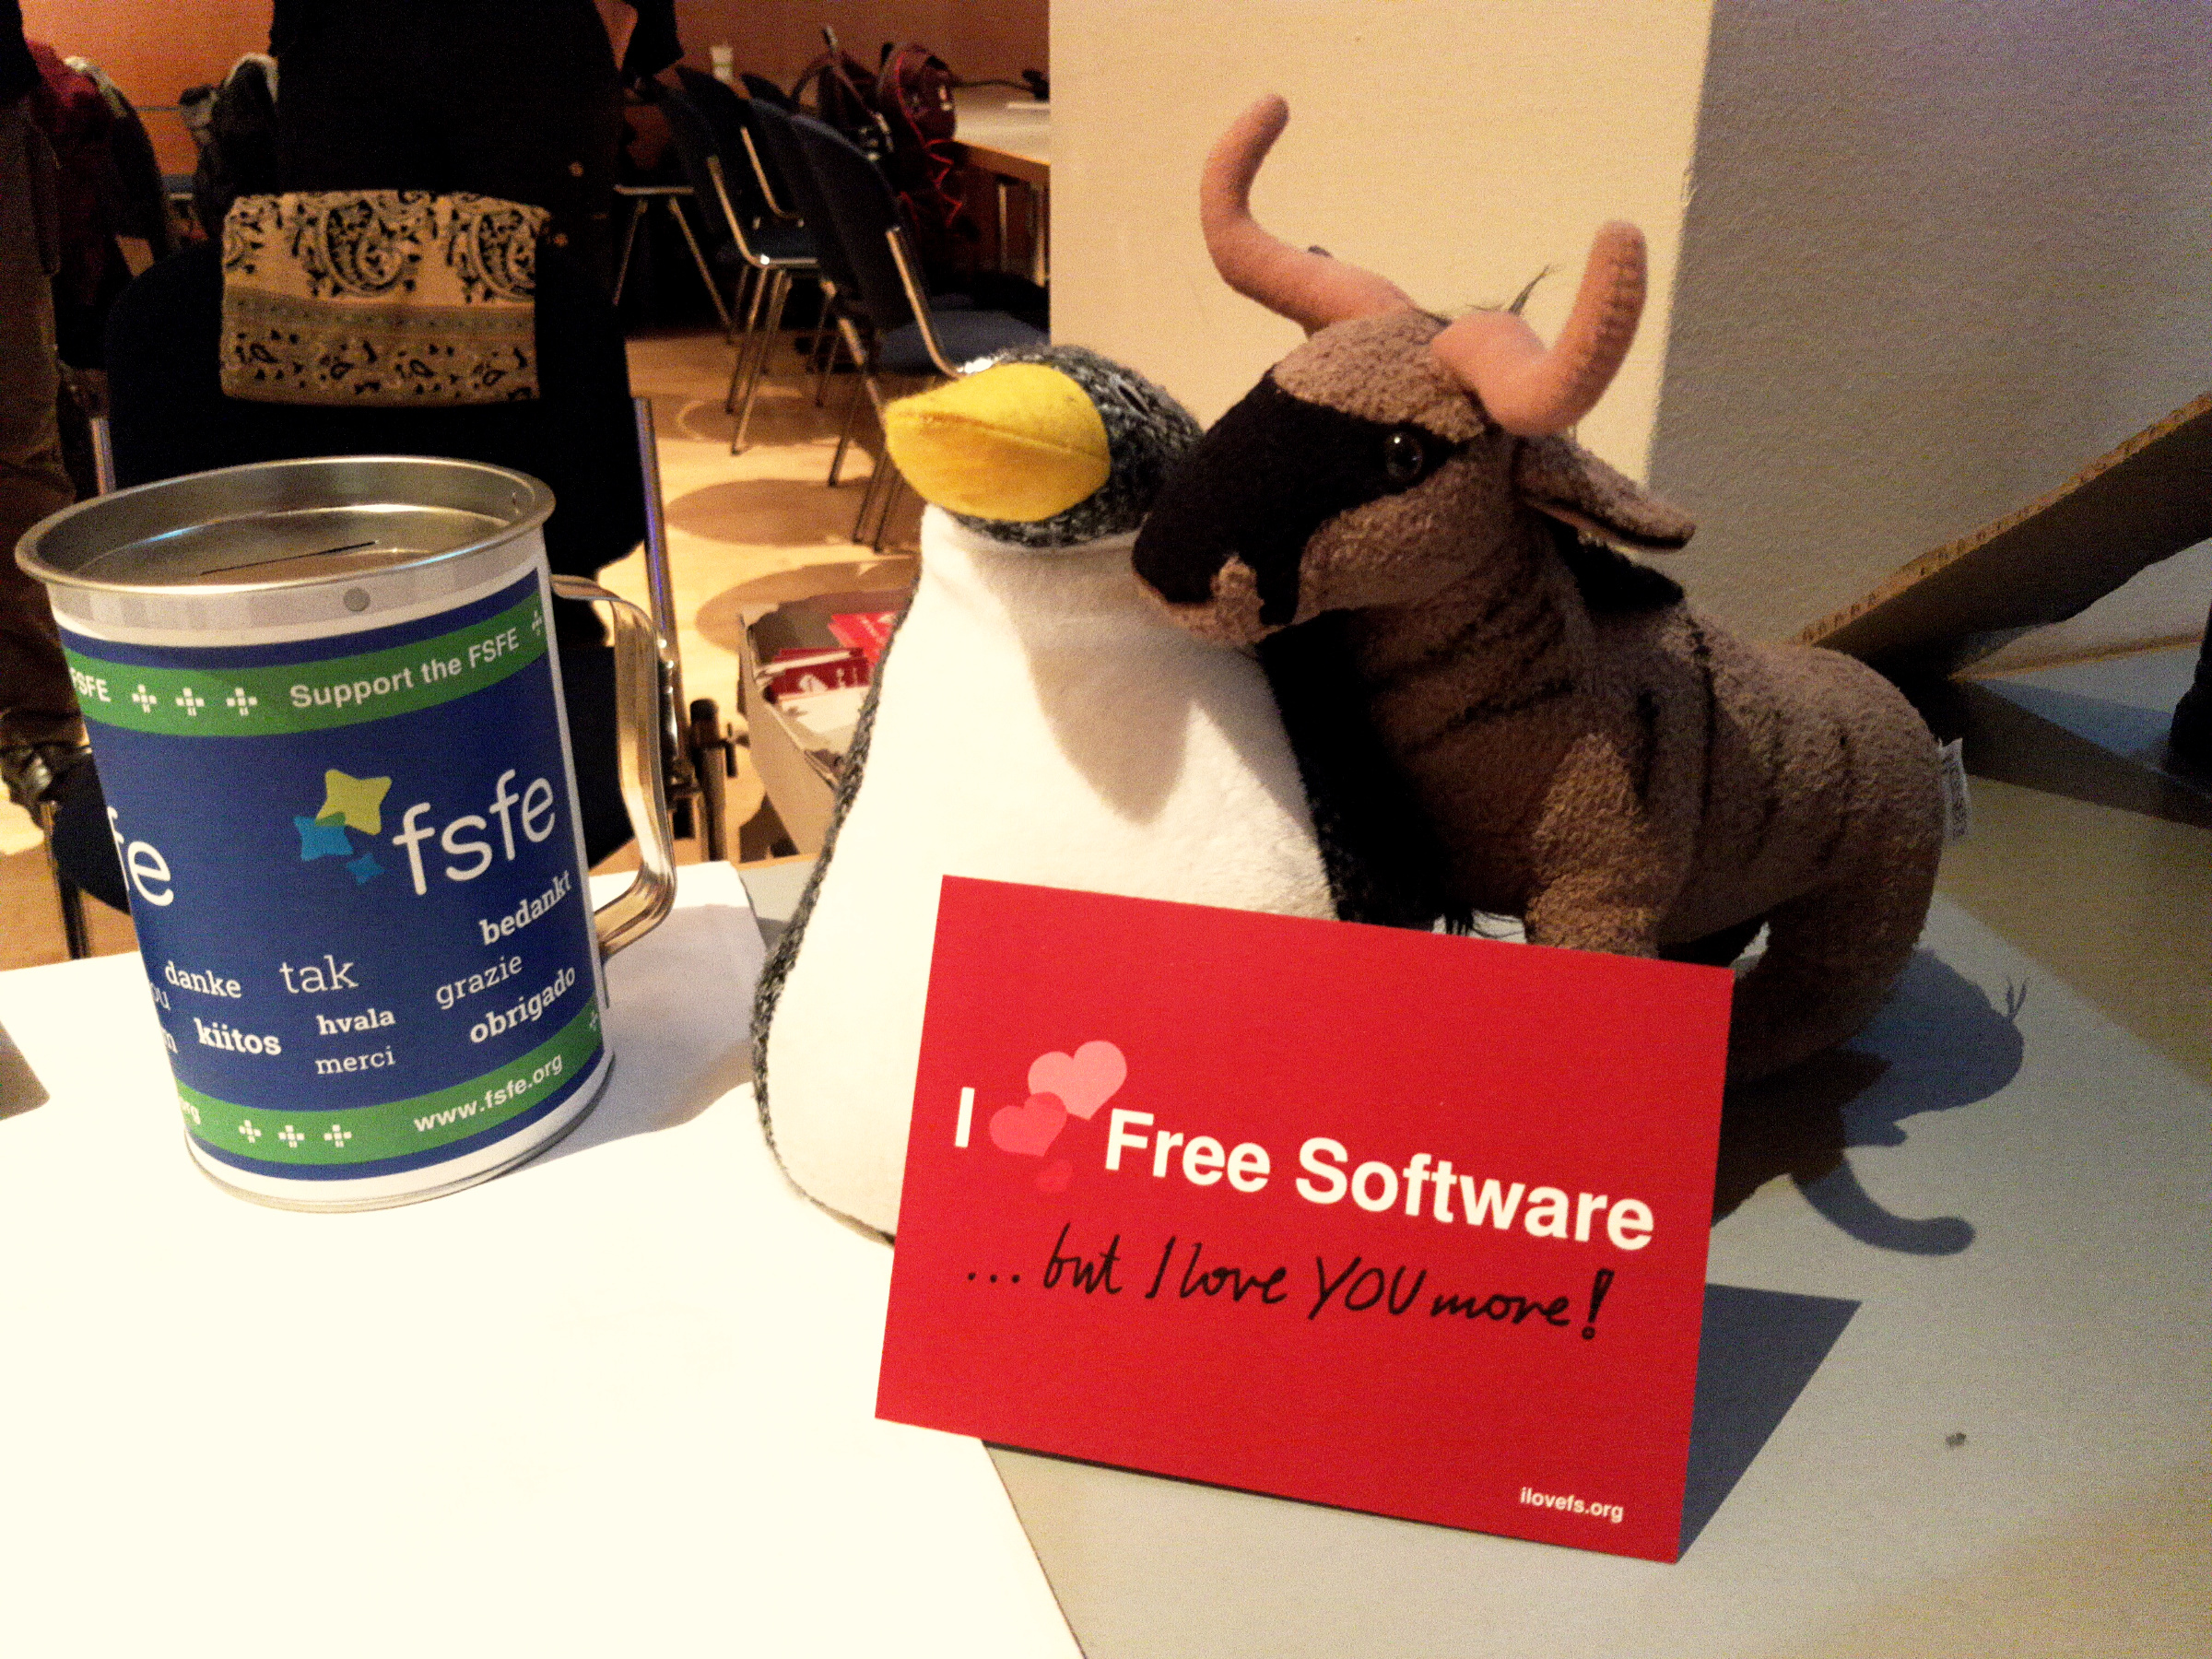 FSFE
Support the FSFE
fsfe
fe
bedankt
danke
tak
grazie
kiitos
hvala
obrigado
merci
www.fsfe.org
I Free Software
... but I love YOU more!
ilovefs.org